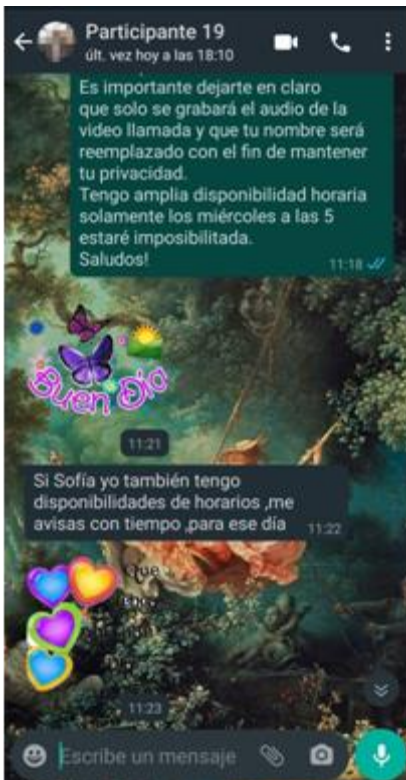 Participante 19
últ. vez hoy a las 18:10
Es importante dejarte en claro
que solo se grabará el audio de la
video llamada y que tu nombre será
reemplazado con el fin de mantener
tu privacidad.
Tengo amplia disponibilidad horaria
solamente los miércoles a las 5
estaré imposibilitada.
Saludos!
11:18
Buen Día
11:21
Si Sofía yo también tengo
disponibilidades de horarios ,me
avisas con tiempo ,para ese día
11:22
Que
11:23
Escribe un mensaje